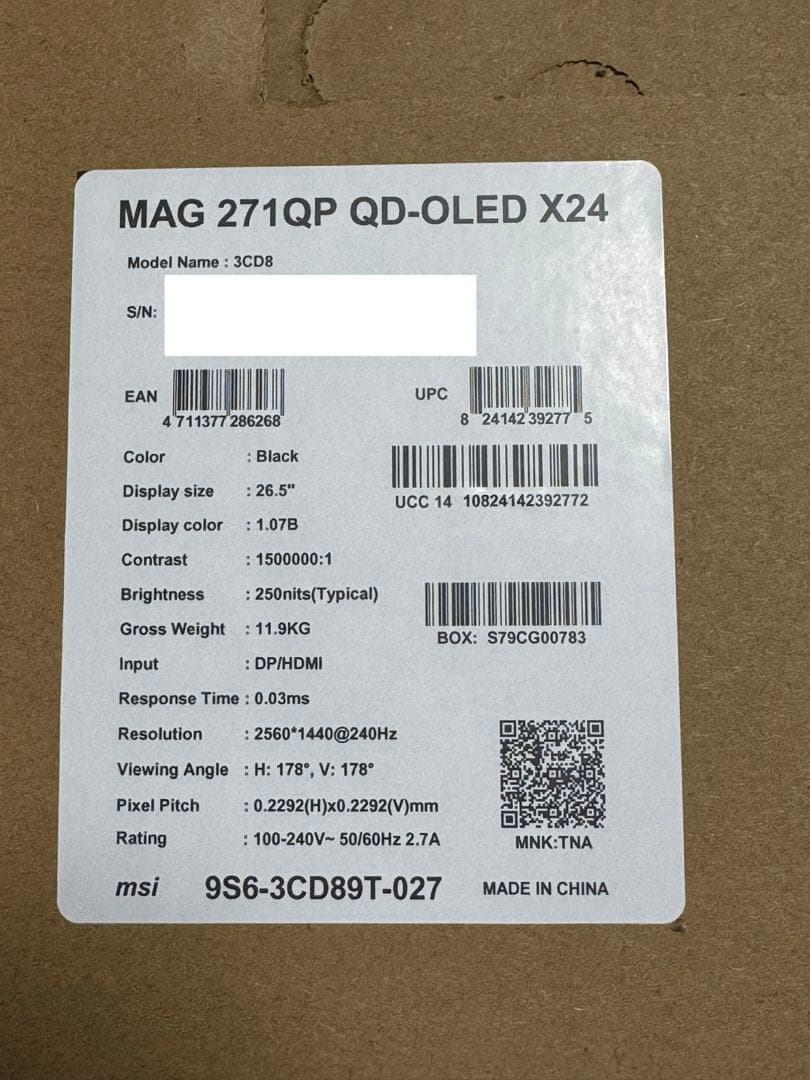 MAG 271QP QD-OLED X24
Model Name : 3CD8
S/N:
EAN
4 711377 286268
UPC
8 24142 39277 5
Color : Black
UCC 14 10824142392772
Display size : 26.5"
Display color : 1.07B
Contrast : 1500000:1
Brightness : 250nits(Typical)
Gross Weight : 11.9KG
BOX: S79CG00783
Input : DP/HDMI
Response Time : 0.03ms
Resolution : 2560*1440@240Hz
Viewing Angle : H: 178°, V: 178°
Pixel Pitch : 0.2292(H)x0.2292(V)mm
Rating : 100-240V~ 50/60Hz 2.7A
MNK:TNA
msi 9S6-3CD89T-027 MADE IN CHINA